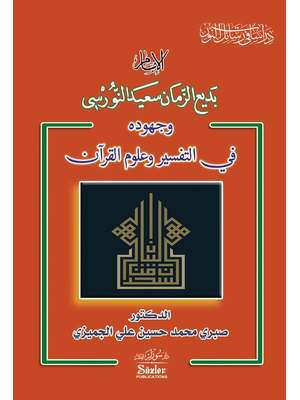 دراسات في رسائل النور
الإمام
بديع الزمان سعيد النورسي
وجهوده
في التفسير وعلوم القرآن
الدكتور
صبري محمد حسين علي الجميزي
Sözler
PUBLICATIONS